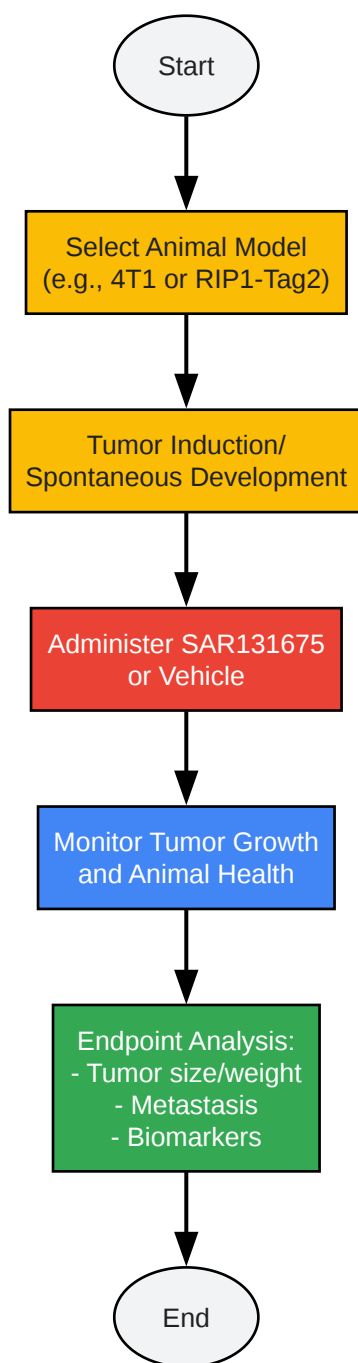 Start
Select Animal Model
(e.g., 4T1 or RIP1-Tag2)
Tumor Induction/
Spontaneous Development
Administer SAR131675
or Vehicle
Monitor Tumor Growth
and Animal Health
Endpoint Analysis:
- Tumor size/weight
- Metastasis
- Biomarkers
End